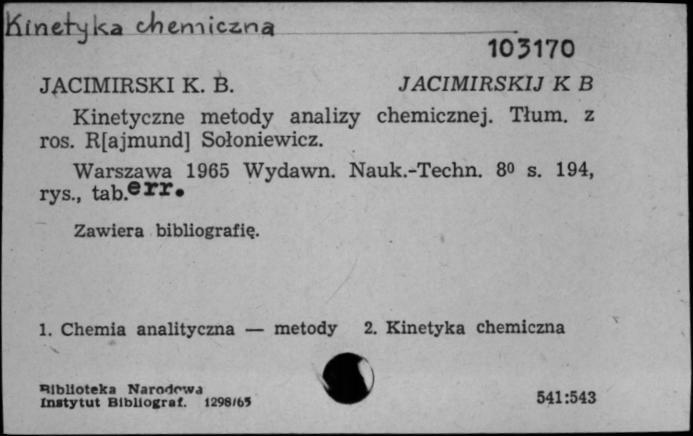 Kinetyka chemiczna
103170
JACIMIRSKI K. B. JACIMIRSKIJ K B
Kinetyczne metody analizy chemicznej. Tłum. z
ros. R[ajmund] Sołoniewicz.
Warszawa 1965 Wydawn. Nauk.-Techn. 8⁰ s. 194,
rys., tab. err.
Zawiera bibliografię.
1. Chemia analityczna — metody 2. Kinetyka chemiczna
Biblioteka Narodowa
Instytut Bibliograf. 1298/65
541:543